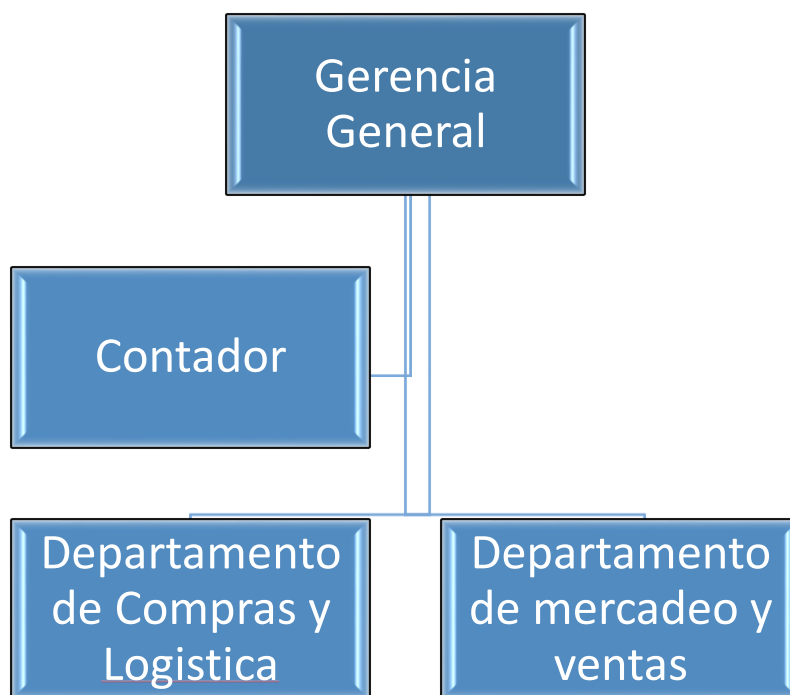 Gerencia
General
Contador
Departamento
de Compras y
Logistica
Departamento
de mercadeo y
ventas